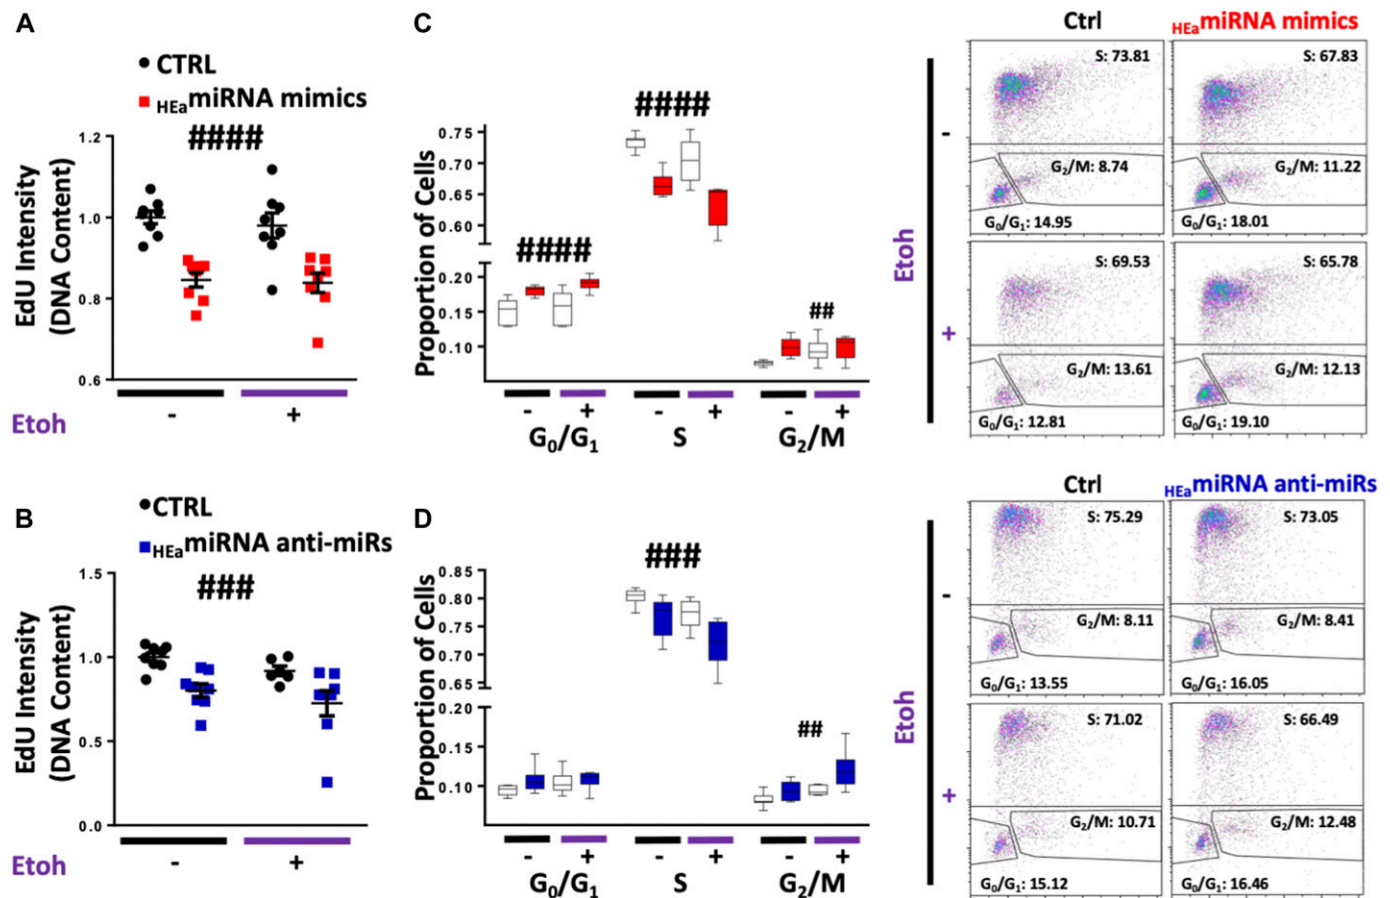 A
CTRL
HEamiRNA mimics
####
EdU Intensity
(DNA Content)
1.2
1.0
0.8
0.6
Etoh
-
+
C
Proportion of Cells
0.75
0.70
0.65
0.60
0.20
0.15
0.10
####
####
##
-
+
-
+
-
+
G0/G1
S
G2/M
Ctrl
HEamiRNA mimics
Etoh
-
+
S: 73.81
G2/M: 8.74
G0/G1: 14.95
S: 67.83
G2/M: 11.22
G0/G1: 18.01
S: 69.53
G2/M: 13.61
G0/G1: 12.81
S: 65.78
G2/M: 12.13
G0/G1: 19.10
B
CTRL
HEamiRNA anti-miRs
###
EdU Intensity
(DNA Content)
1.5
1.0
0.5
0.0
Etoh
-
+
D
Proportion of Cells
0.85
0.80
0.75
0.70
0.65
0.20
0.15
0.10
###
##
-
+
-
+
-
+
G0/G1
S
G2/M
Ctrl
HEamiRNA anti-miRs
Etoh
-
+
S: 75.29
G2/M: 8.11
G0/G1: 13.55
S: 73.05
G2/M: 8.41
G0/G1: 16.05
S: 71.02
G2/M: 10.71
G0/G1: 15.12
S: 66.49
G2/M: 12.48
G0/G1: 16.46